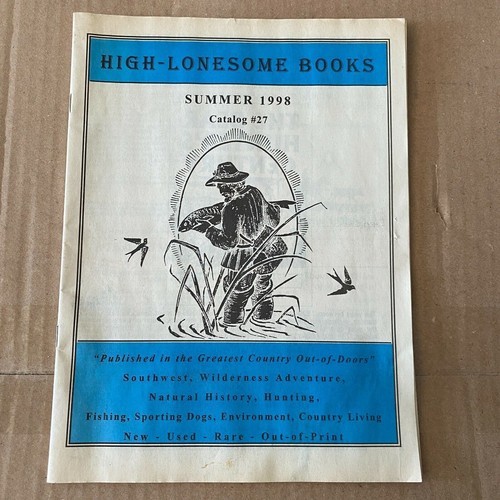 HIGH-LONESOME BOOKS
SUMMER 1998
Catalog #27
"Published in the Greatest Country Out-of-Doors"
Southwest, Wilderness Adventure,
Natural History, Hunting,
Fishing, Sporting Dogs, Environment, Country Living
New - Used - Rare - Out-of-Print